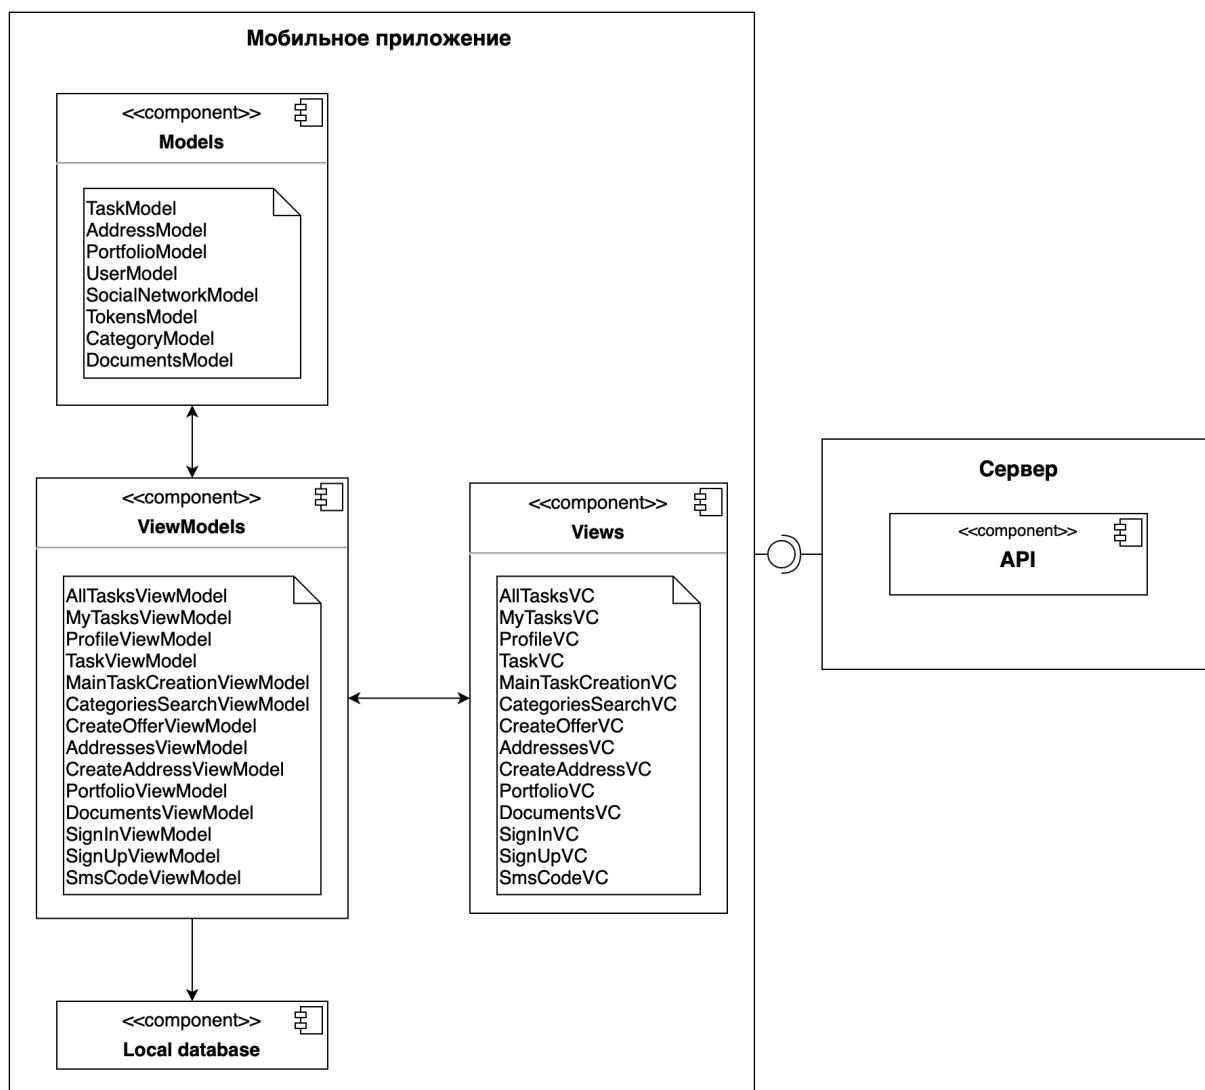 Мобильное приложение
<<component>>
Models
TaskModel
AddressModel
PortfolioModel
UserModel
SocialNetworkModel
TokensModel
CategoryModel
DocumentsModel
<<component>>
ViewModels
AllTasksViewModel
MyTasksViewModel
ProfileViewModel
TaskViewModel
MainTaskCreationViewModel
CategoriesSearchViewModel
CreateOfferViewModel
AddressesViewModel
CreateAddressViewModel
PortfolioViewModel
DocumentsViewModel
SignInViewModel
SignUpViewModel
SmsCodeViewModel
<<component>>
Views
AllTasksVC
MyTasksVC
ProfileVC
TaskVC
MainTaskCreationVC
CategoriesSearchVC
CreateOfferVC
AddressesVC
CreateAddressVC
PortfolioVC
DocumentsVC
SignInVC
SignUpVC
SmsCodeVC
<<component>>
Local database
Сервер
<<component>>
API